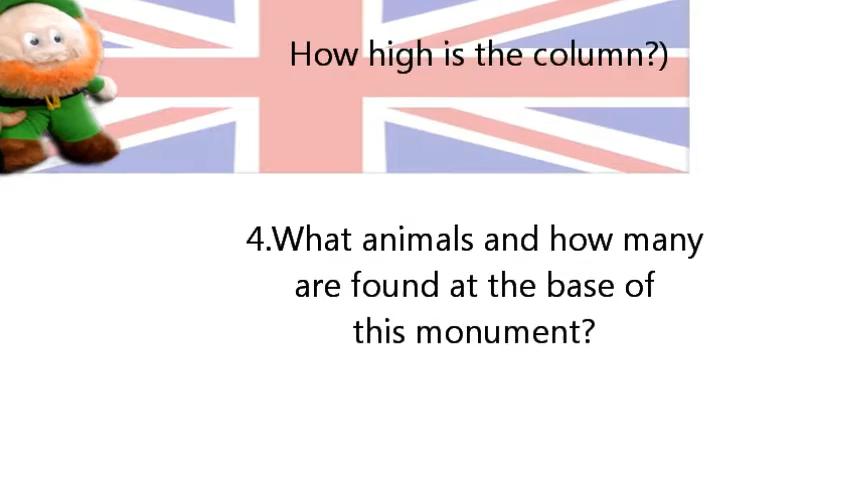 How high is the column?)
4.What animals and how many
are found at the base of
this monument?